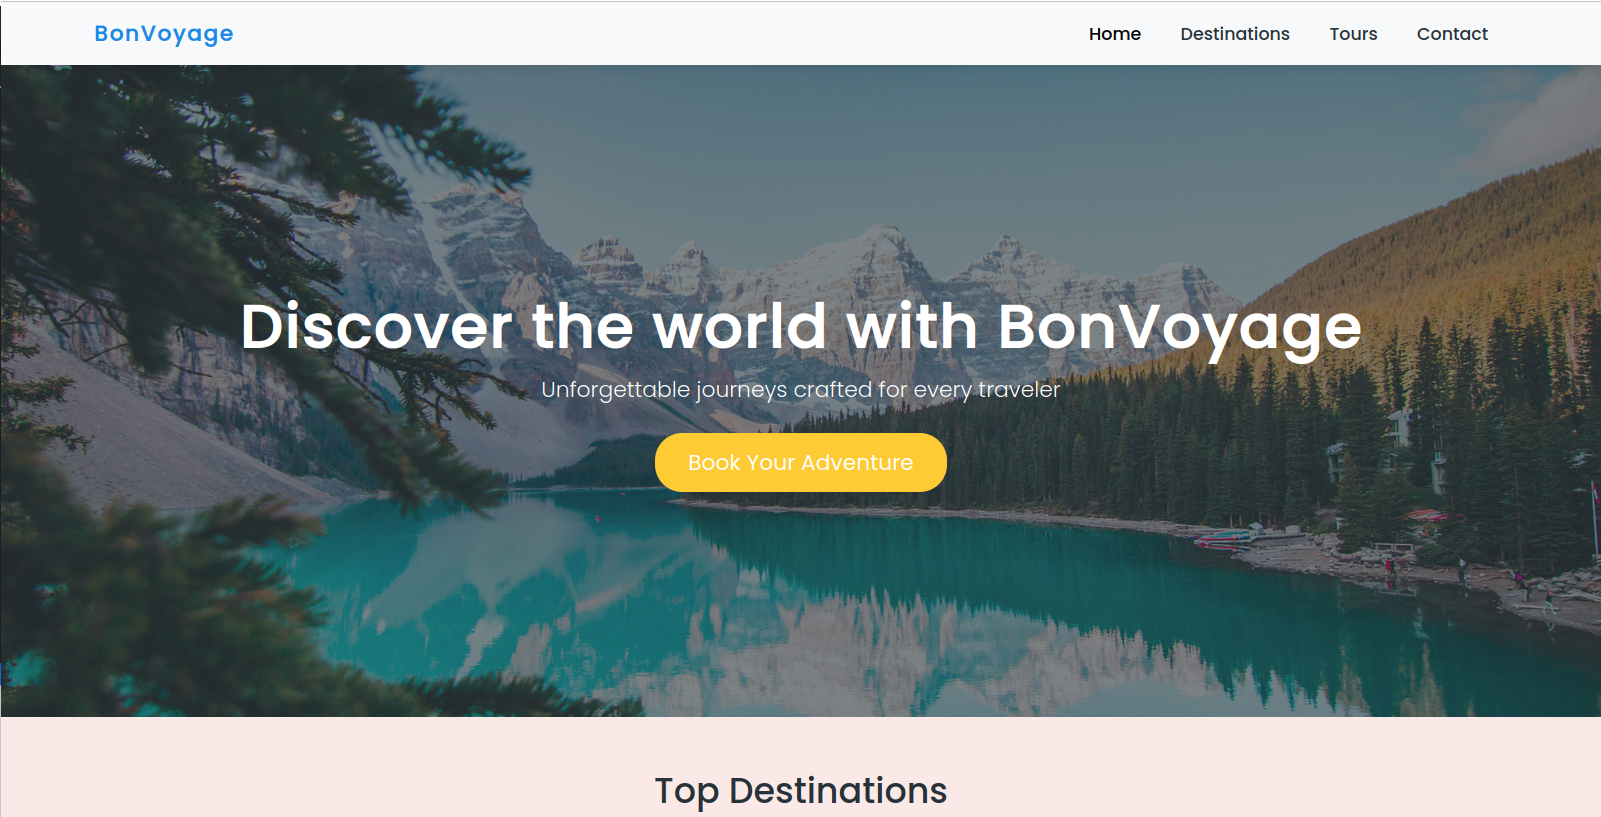 BonVoyage
Home Destinations Tours Contact
Discover the world with BonVoyage
Unforgettable journeys crafted for every traveler
Book Your Adventure
Top Destinations